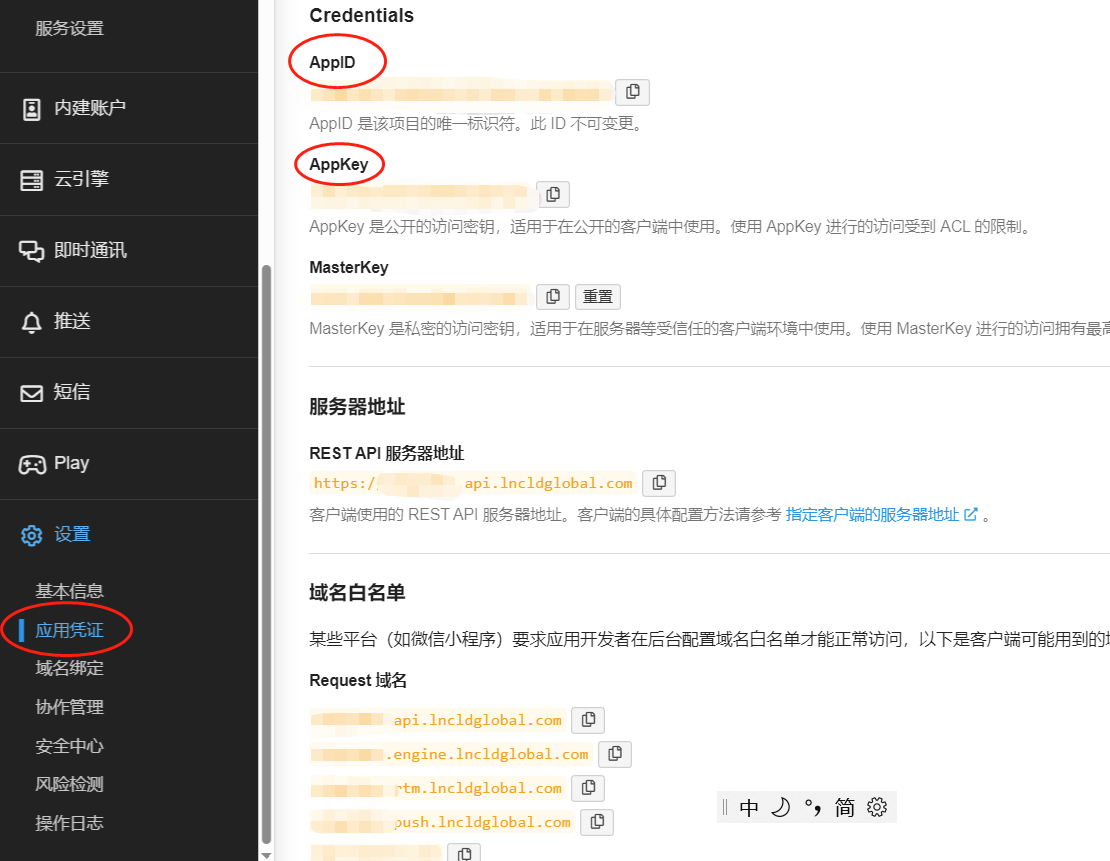 服务设置
内建账户
云引擎
即时通讯
推送
短信
Play
设置
基本信息
应用凭证
域名绑定
协作管理
安全中心
风险检测
操作日志
Credentials
AppID
AppID 是该项目的唯一标识符。此 ID 不可变更。
AppKey
AppKey 是公开的访问密钥，适用于在公开的客户端中使用。使用 AppKey 进行的访问受到 ACL 的限制。
MasterKey
重置
MasterKey 是私密的访问密钥，适用于在服务器等受信任的客户端环境中使用。使用 MasterKey 进行的访问拥有最高
服务器地址
REST API 服务器地址
https:/ api.lncldglobal.com
客户端使用的 REST API 服务器地址。客户端的具体配置方法请参考 指定客户端的服务器地址 。
域名白名单
某些平台（如微信小程序）要求应用开发者在后台配置域名白名单才能正常访问，以下是客户端可能用到的
Request 域名
api.lncldglobal.com
.engine.lncldglobal.com
rtm.lncldglobal.com
push.lncldglobal.com
中 简